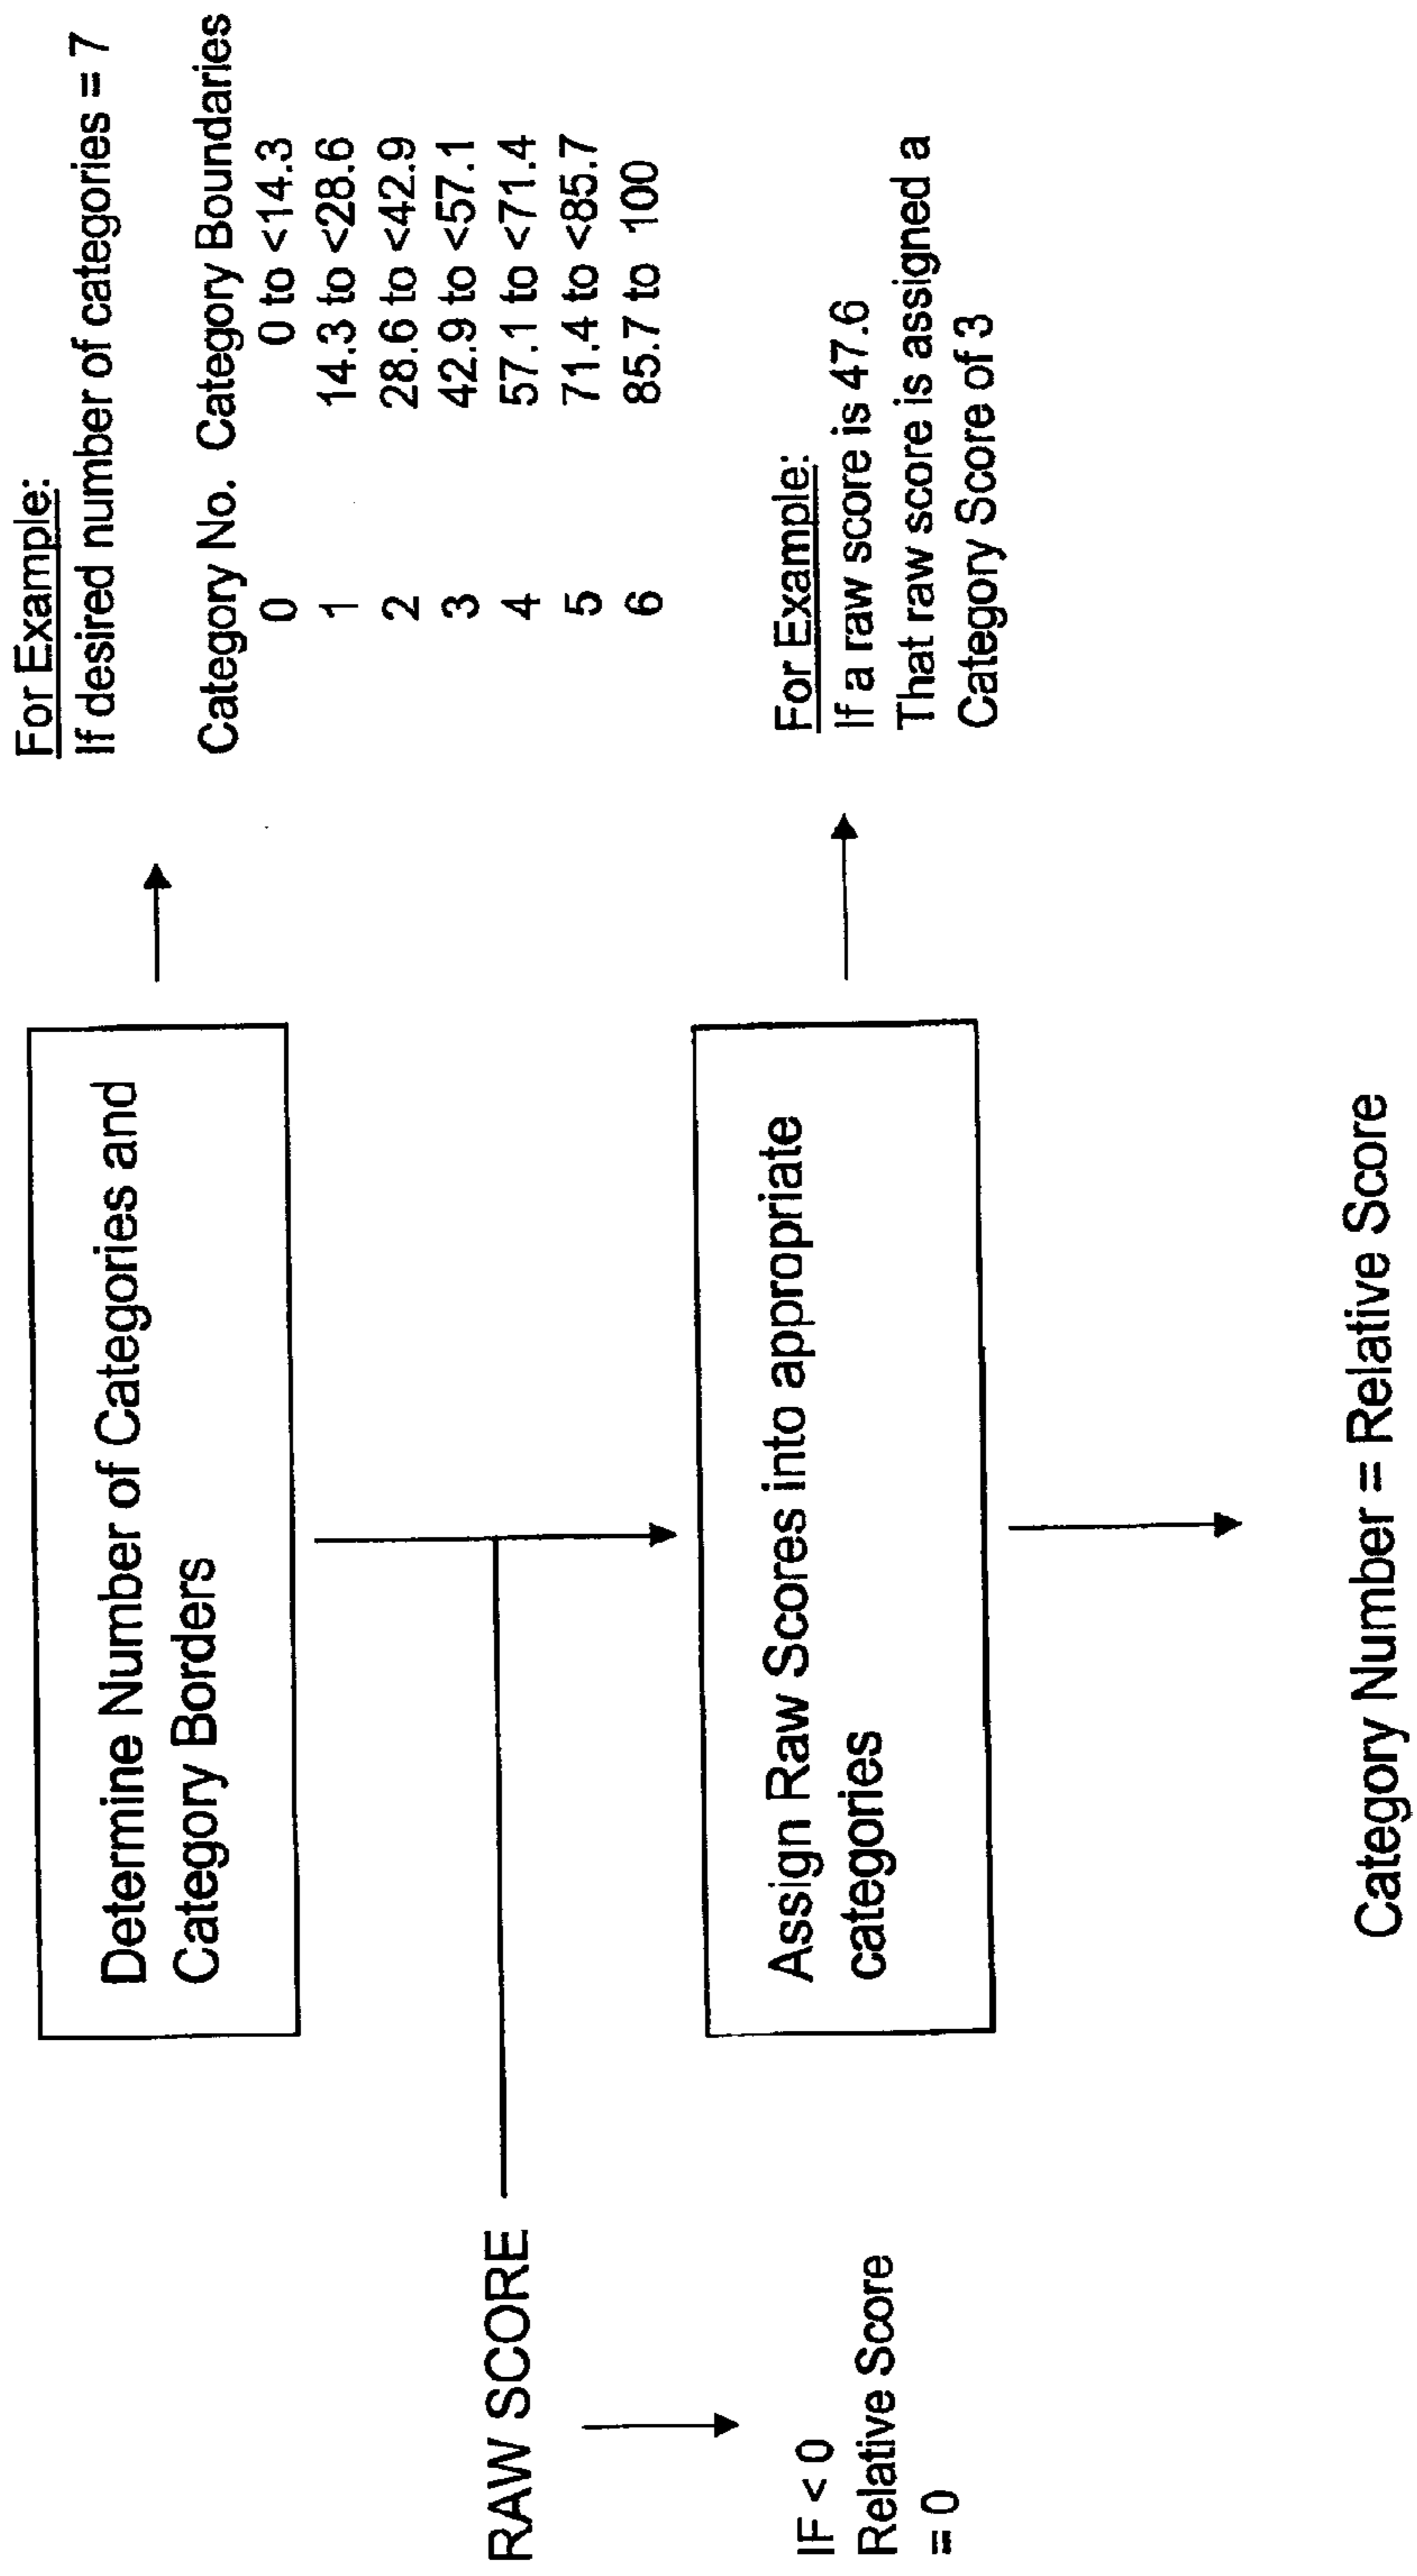 Determine Number of Categories and
Category Borders
For Example:
If desired number of categories = 7
Category No. Category Boundaries
0 0 to <14.3
1 14.3 to <28.6
2 28.6 to <42.9
3 42.9 to <57.1
4 57.1 to <71.4
5 71.4 to <85.7
6 85.7 to 100
RAW SCORE
IF < 0
Relative Score
= 0
Assign Raw Scores into appropriate
categories
For Example:
If a raw score is 47.6
That raw score is assigned a
Category Score of 3
Category Number = Relative Score